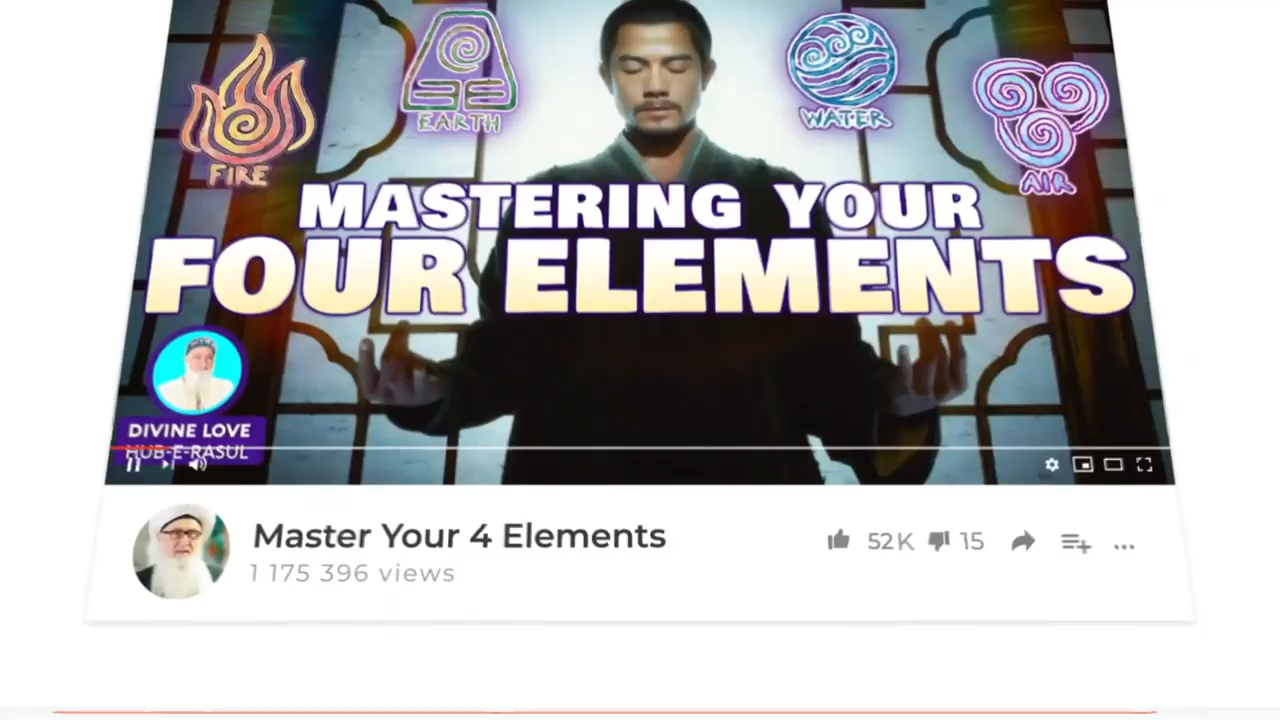 FIRE
EARTH
WATER
AIR
MASTERING YOUR
FOUR ELEMENTS
DIVINE LOVE
HUB-E-RASUL
Master Your 4 Elements
1 175 396 views
52K
15